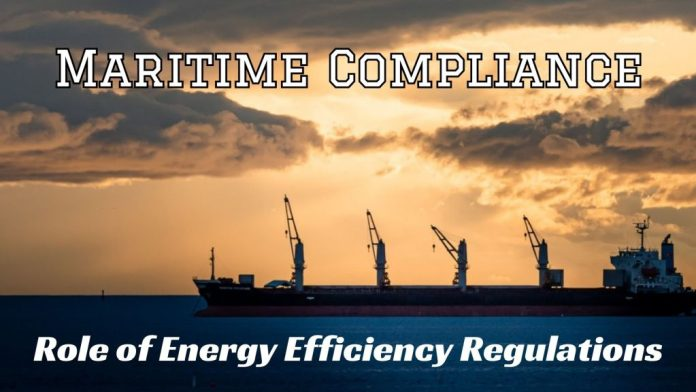 Maritime Compliance
Role of Energy Efficiency Regulations